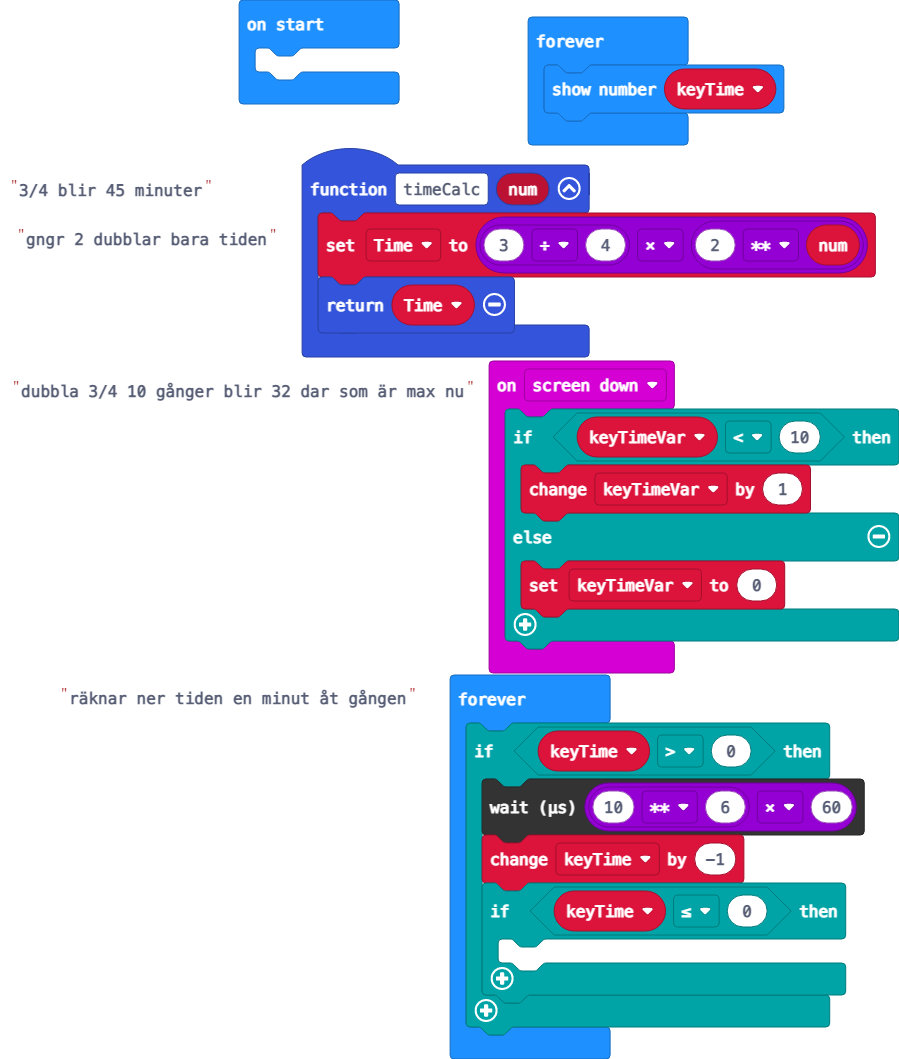 on start
forever
show number keyTime
"3/4 blir 45 minuter"
function timeCalc num
"gngr 2 dubblar bara tiden"
set Time to 3 ÷ 4 × 2 ** num
return Time
"dubbla 3/4 10 gånger blir 32 dar som är max nu"
on screen down
if keyTimeVar < 10 then
change keyTimeVar by 1
else
set keyTimeVar to 0
"räknar ner tiden en minut åt gången"
forever
if keyTime > 0 then
wait (µs) 10 ** 6 × 60
change keyTime by -1
if keyTime ≤ 0 then